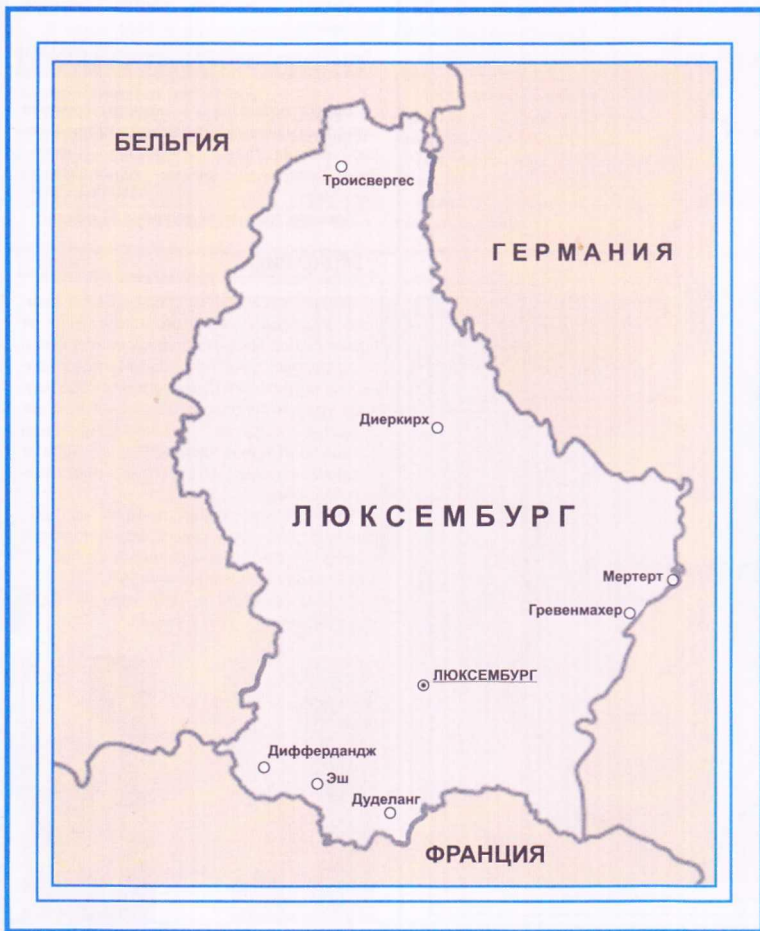 БЕЛЬГИЯ
Троисвергес
ГЕРМАНИЯ
Диеркирх
ЛЮКСЕМБУРГ
Мертерт
Гревенмахер
ЛЮКСЕМБУРГ
Диффердандж
Эш
Дуделанг
ФРАНЦИЯ